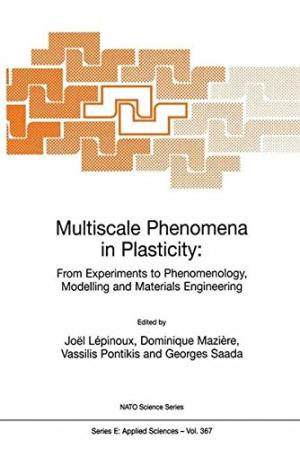 Multiscale Phenomena
in Plasticity:
From Experiments to Phenomenology,
Modelling and Materials Engineering
Edited by
Joël Lépinoux, Dominique Mazière,
Vassilis Pontikis and Georges Saada
NATO Science Series
Series E: Applied Sciences – Vol. 367